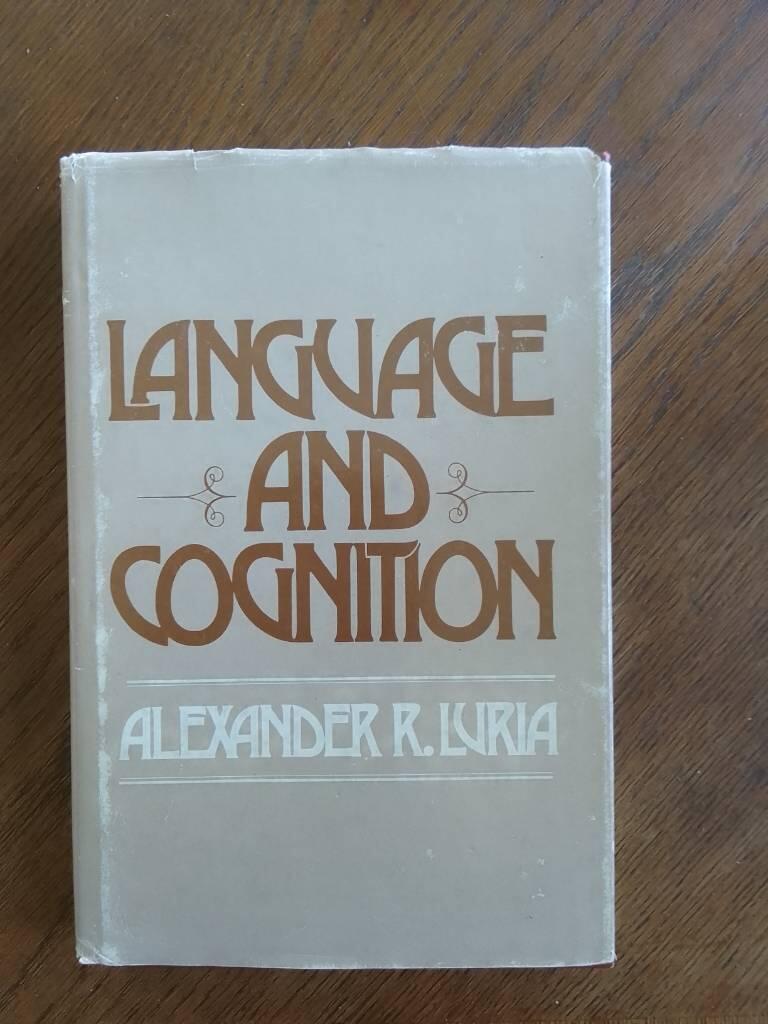 LANGUAGE
AND
COGNITION
ALEXANDER R. LURIA